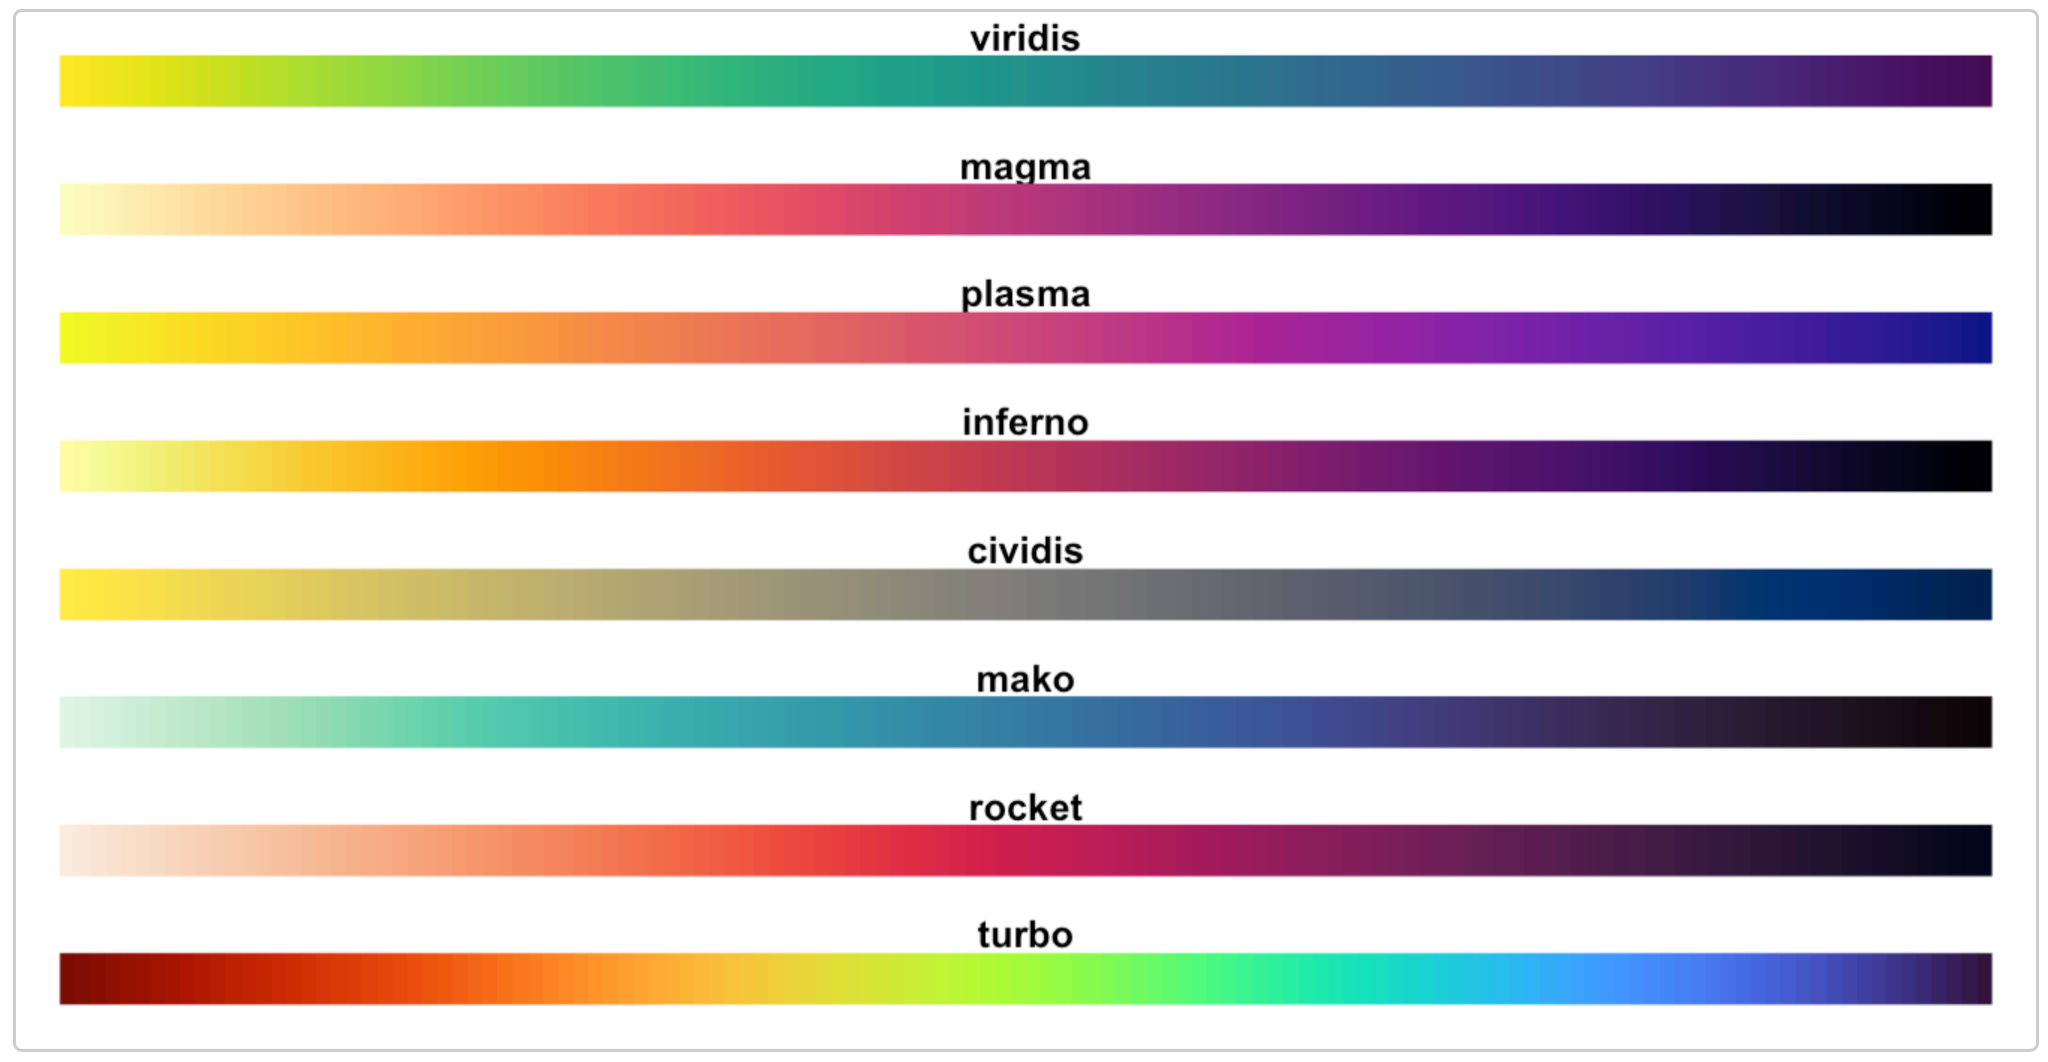 viridis
magma
plasma
inferno
cividis
mako
rocket
turbo